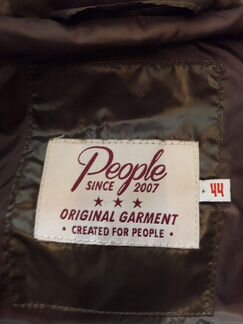 People
SINCE 2007
★ ★ ★
ORIGINAL GARMENT
· CREATED FOR PEOPLE ·
44